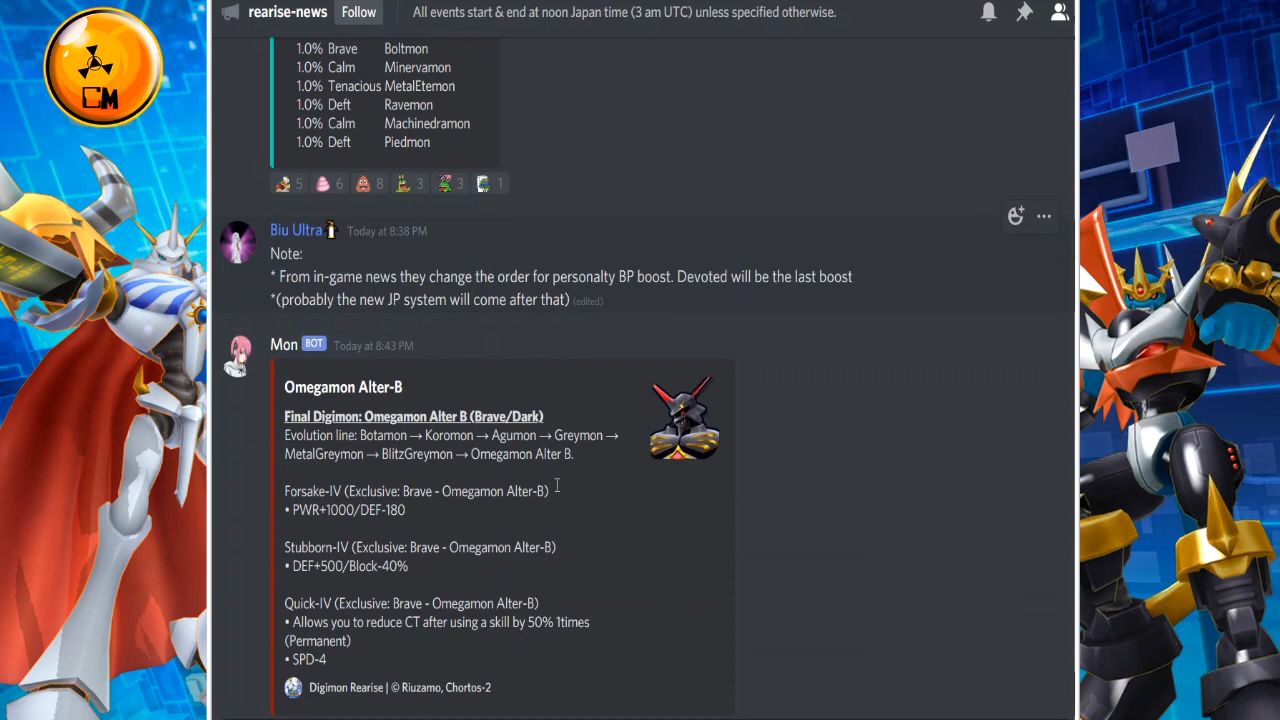 rearise-news Follow All events start & end at noon Japan time (3 am UTC) unless specified otherwise.
CM
1.0% Brave Boltmon
1.0% Calm Minervamon
1.0% Tenacious MetalEtemon
1.0% Deft Ravemon
1.0% Calm Machinedramon
1.0% Deft Piedmon
5 6 8 3 3 1
Biu Ultra Today at 8:38 PM
Note:
* From in-game news they change the order for personalty BP boost. Devoted will be the last boost
*(probably the new JP system will come after that) (edited)
Mon BOT Today at 8:43 PM
Omegamon Alter-B
Final Digimon: Omegamon Alter B (Brave/Dark)
Evolution line: Botamon → Koromon → Agumon → Greymon →
MetalGreymon → BlitzGreymon → Omegamon Alter B.
Forsake-IV (Exclusive: Brave - Omegamon Alter-B)
• PWR+1000/DEF-180
Stubborn-IV (Exclusive: Brave - Omegamon Alter-B)
• DEF+500/Block-40%
Quick-IV (Exclusive: Brave - Omegamon Alter-B)
• Allows you to reduce CT after using a skill by 50% 1times
(Permanent)
• SPD-4
Digimon Rearise | © Riuzamo, Chortos-2